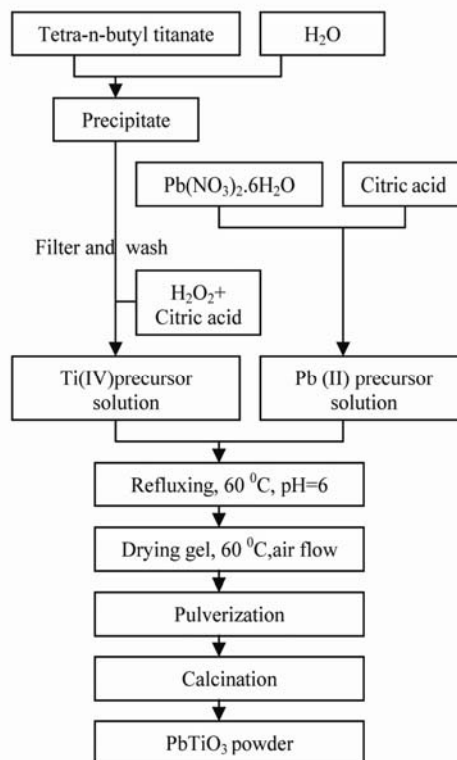 Tetra-n-butyl titanate
H₂O
Precipitate
Pb(NO₃)₂.6H₂O
Citric acid
Filter and wash
H₂O₂+
Citric acid
Ti(IV)precursor
solution
Pb (II) precursor
solution
Refluxing, 60 ⁰C, pH=6
Drying gel, 60 ⁰C,air flow
Pulverization
Calcination
PbTiO₃ powder